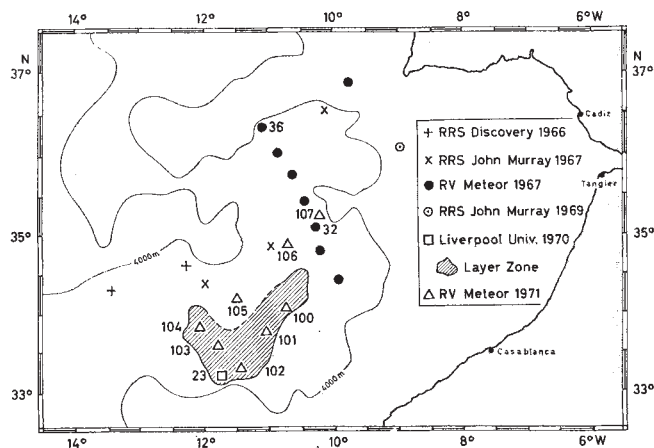 14° 12° 10° 8° 6°W
N
37°
35°
33°
N
37°
35°
33°
14° 12° 10° 8° 6°W
Cadiz
Tangier
Casablanca
4000m
4000m
36
107
32
106
105
104
103
100
101
102
23
+ RRS Discovery 1966
x RRS John Murray 1967
● RV Meteor 1967
⊙ RRS John Murray 1969
□ Liverpool Univ. 1970
Layer Zone
△ RV Meteor 1971